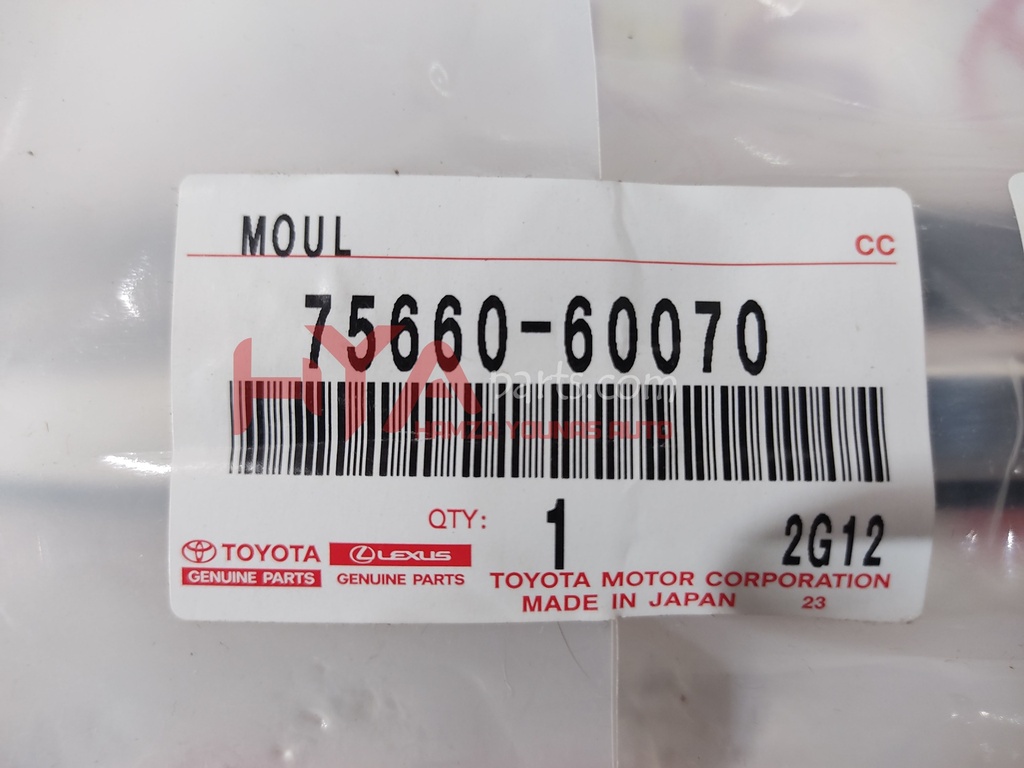 MOUL
CC
75660-60070
HYA parts.com
HAMZA YOUNAS AUTO
QTY: 1
2G12
TOYOTA
GENUINE PARTS
LEXUS
GENUINE PARTS
TOYOTA MOTOR CORPORATION
MADE IN JAPAN 23